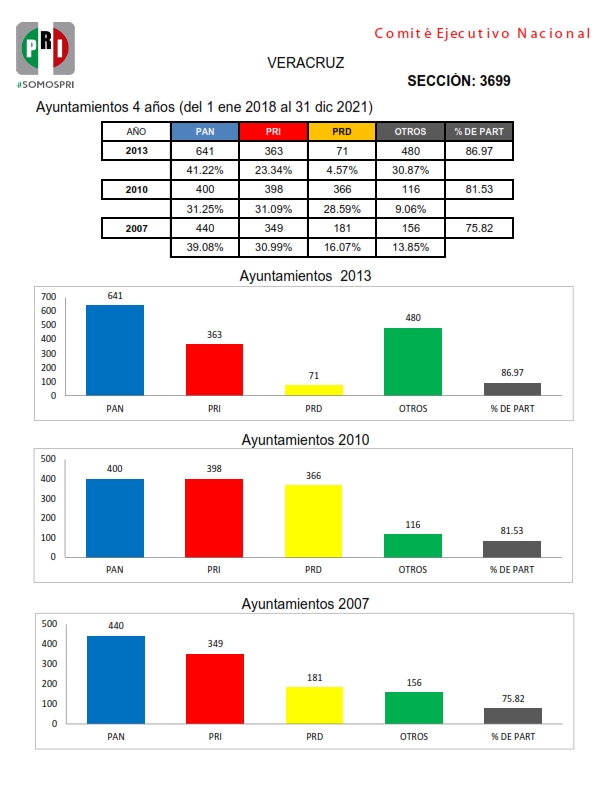 Comité Ejecutivo Nacional
PRI
#SOMOSPRI
VERACRUZ
SECCIÓN: 3699
Ayuntamientos 4 años (del 1 ene 2018 al 31 dic 2021)
AÑO PAN PRI PRD OTROS % DE PART
2013 641 363 71 480 86.97
41.22% 23.34% 4.57% 30.87%
2010 400 398 366 116 81.53
31.25% 31.09% 28.59% 9.06%
2007 440 349 181 156 75.82
39.08% 30.99% 16.07% 13.85%
Ayuntamientos 2013
700
600
500
400
300
200
100
0
641 363 71 480 86.97
PAN PRI PRD OTROS % DE PART
Ayuntamientos 2010
500
400
300
200
100
0
400 398 366 116 81.53
PAN PRI PRD OTROS % DE PART
Ayuntamientos 2007
500
400
300
200
100
0
440 349 181 156 75.82
PAN PRI PRD OTROS % DE PART